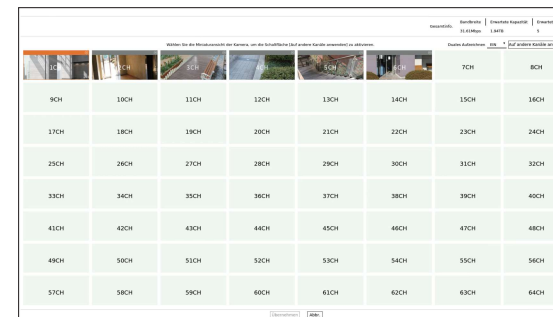 Gesamtinfo. Bandbreite Erwartete Kapazität Erwartet
31.61Mbps 1.94TB 5
Wählen Sie die Miniaturansicht der Kamera, um die Schaltfläche [Auf andere Kanäle anwenden] zu aktivieren. Duales Aufzeichnen EIN Auf andere Kanäle an
1CH 2CH 3CH 4CH 5CH 6CH 7CH 8CH
9CH 10CH 11CH 12CH 13CH 14CH 15CH 16CH
17CH 18CH 19CH 20CH 21CH 22CH 23CH 24CH
25CH 26CH 27CH 28CH 29CH 30CH 31CH 32CH
33CH 34CH 35CH 36CH 37CH 38CH 39CH 40CH
41CH 42CH 43CH 44CH 45CH 46CH 47CH 48CH
49CH 50CH 51CH 52CH 53CH 54CH 55CH 56CH
57CH 58CH 59CH 60CH 61CH 62CH 63CH 64CH
Übernehmen Abbr.